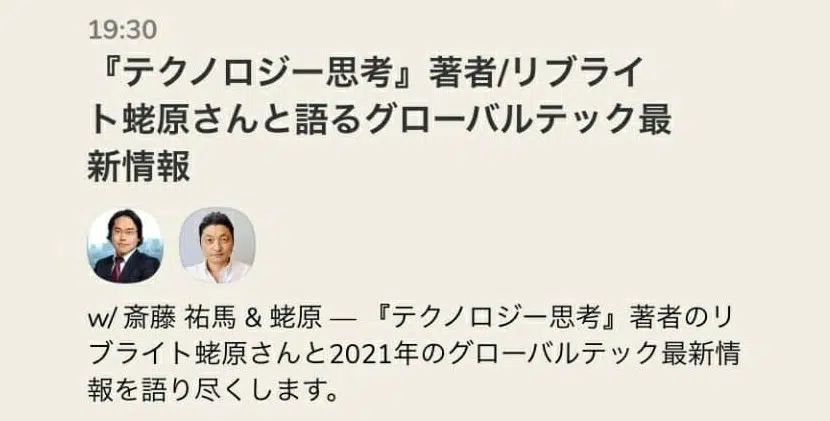 19:30
『テクノロジー思考』著者/リブライ
ト蛯原さんと語るグローバルテック最
新情報
w/ 斎藤 祐馬 & 蛯原 — 『テクノロジー思考』著者のリ
ブライト蛯原さんと2021年のグローバルテック最新情
報を語り尽くします。